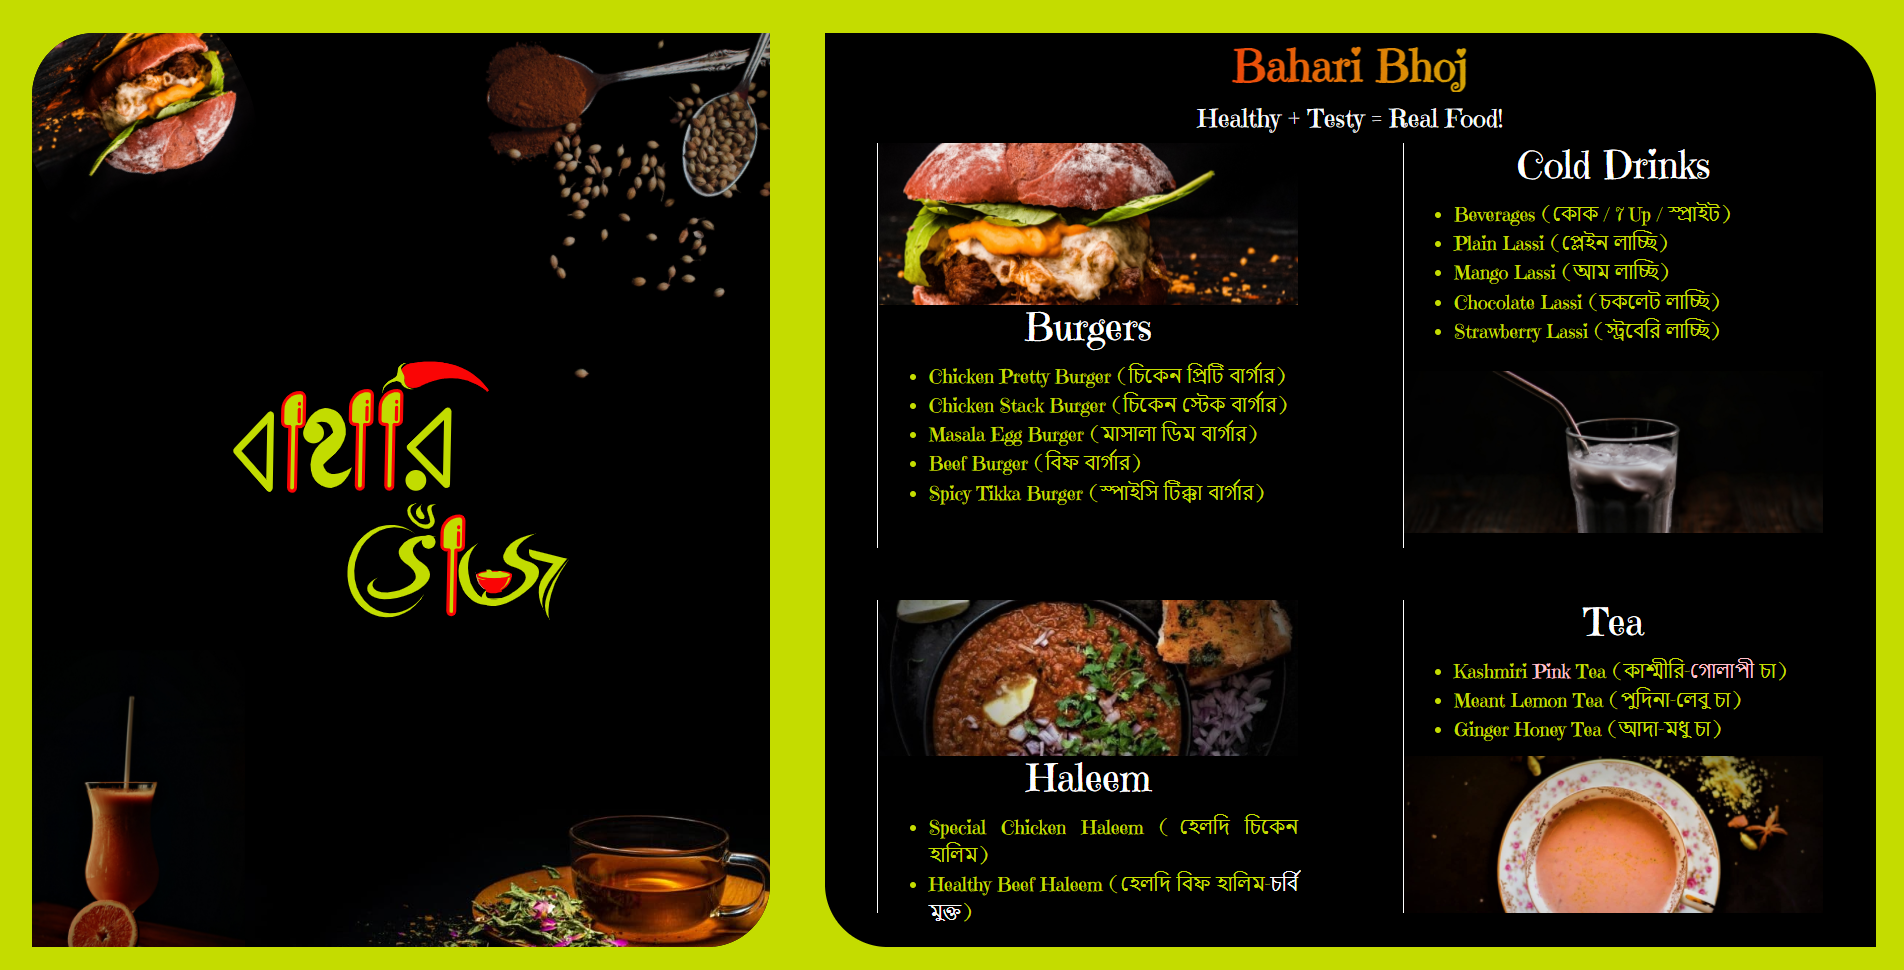 বাহারি
ভোঁজ
Bahari Bhoj
Healthy + Testy = Real Food!
Burgers
• Chicken Pretty Burger (চিকেন প্রিটি বার্গার)
• Chicken Stack Burger (চিকেন স্টেক বার্গার)
• Masala Egg Burger (মাসালা ডিম বার্গার)
• Beef Burger (বিফ বার্গার)
• Spicy Tikka Burger (স্পাইসি টিক্কা বার্গার)
Cold Drinks
• Beverages (কোক / 7 Up / স্প্রাইট)
• Plain Lassi (প্লেইন লাচ্ছি)
• Mango Lassi (আম লাচ্ছি)
• Chocolate Lassi (চকলেট লাচ্ছি)
• Strawberry Lassi (স্ট্রবেরি লাচ্ছি)
Haleem
• Special Chicken Haleem ( হেলদি চিকেন
হালিম)
• Healthy Beef Haleem (হেলদি বিফ হালিম-চর্বি
মুক্ত)
Tea
• Kashmiri Pink Tea (কাশ্মীরি-গোলাপী চা)
• Meant Lemon Tea (পুদিনা-লেবু চা)
• Ginger Honey Tea (আদা-মধু চা)